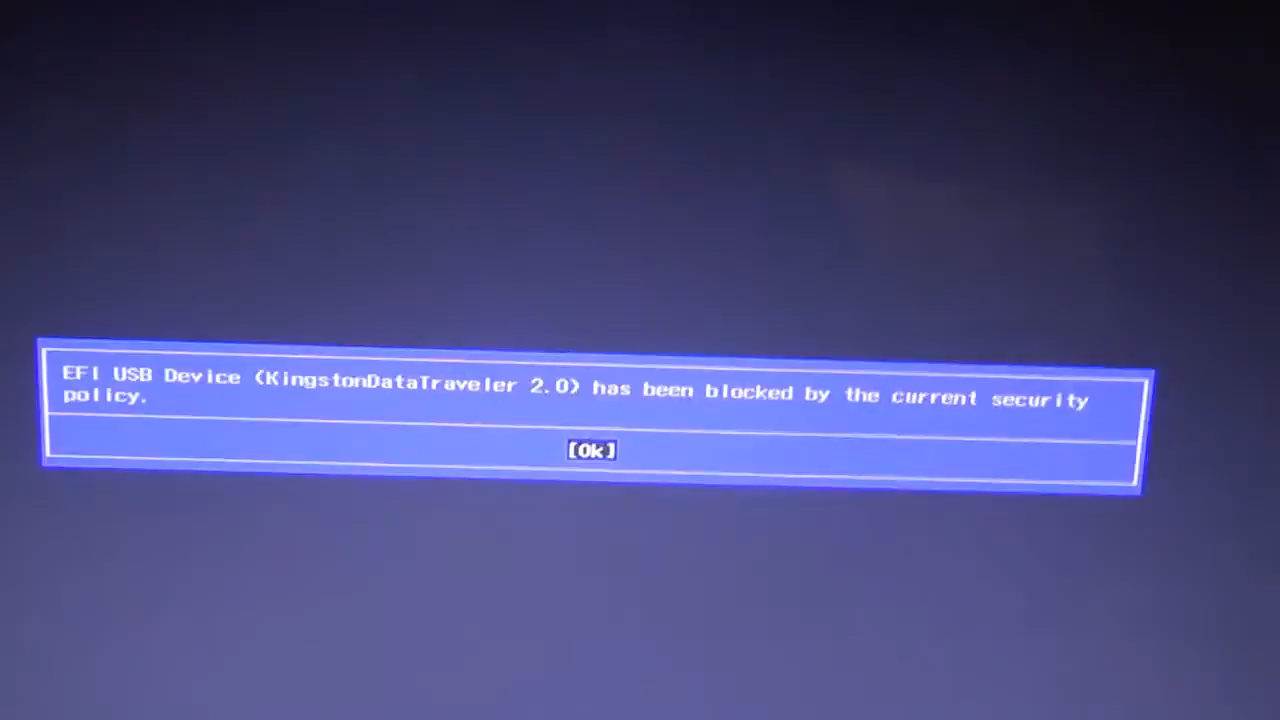 EFI USB Device (KingstonDataTraveler 2.0) has been blocked by the current security
policy.
[Ok]